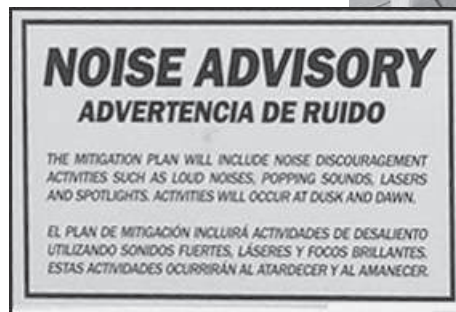 NOISE ADVISORY
ADVERTENCIA DE RUIDO
THE MITIGATION PLAN WILL INCLUDE NOISE DISCOURAGEMENT
ACTIVITIES SUCH AS LOUD NOISES, POPPING SOUNDS, LASERS
AND SPOTLIGHTS. ACTIVITIES WILL OCCUR AT DUSK AND DAWN.
EL PLAN DE MITIGACIÓN INCLUIRÁ ACTIVIDADES DE DESALIENTO
UTILIZANDO SONIDOS FUERTES, LÁSERES Y FOCOS BRILLANTES.
ESTAS ACTIVIDADES OCURRIRÁN AL ATARDECER Y AL AMANECER.